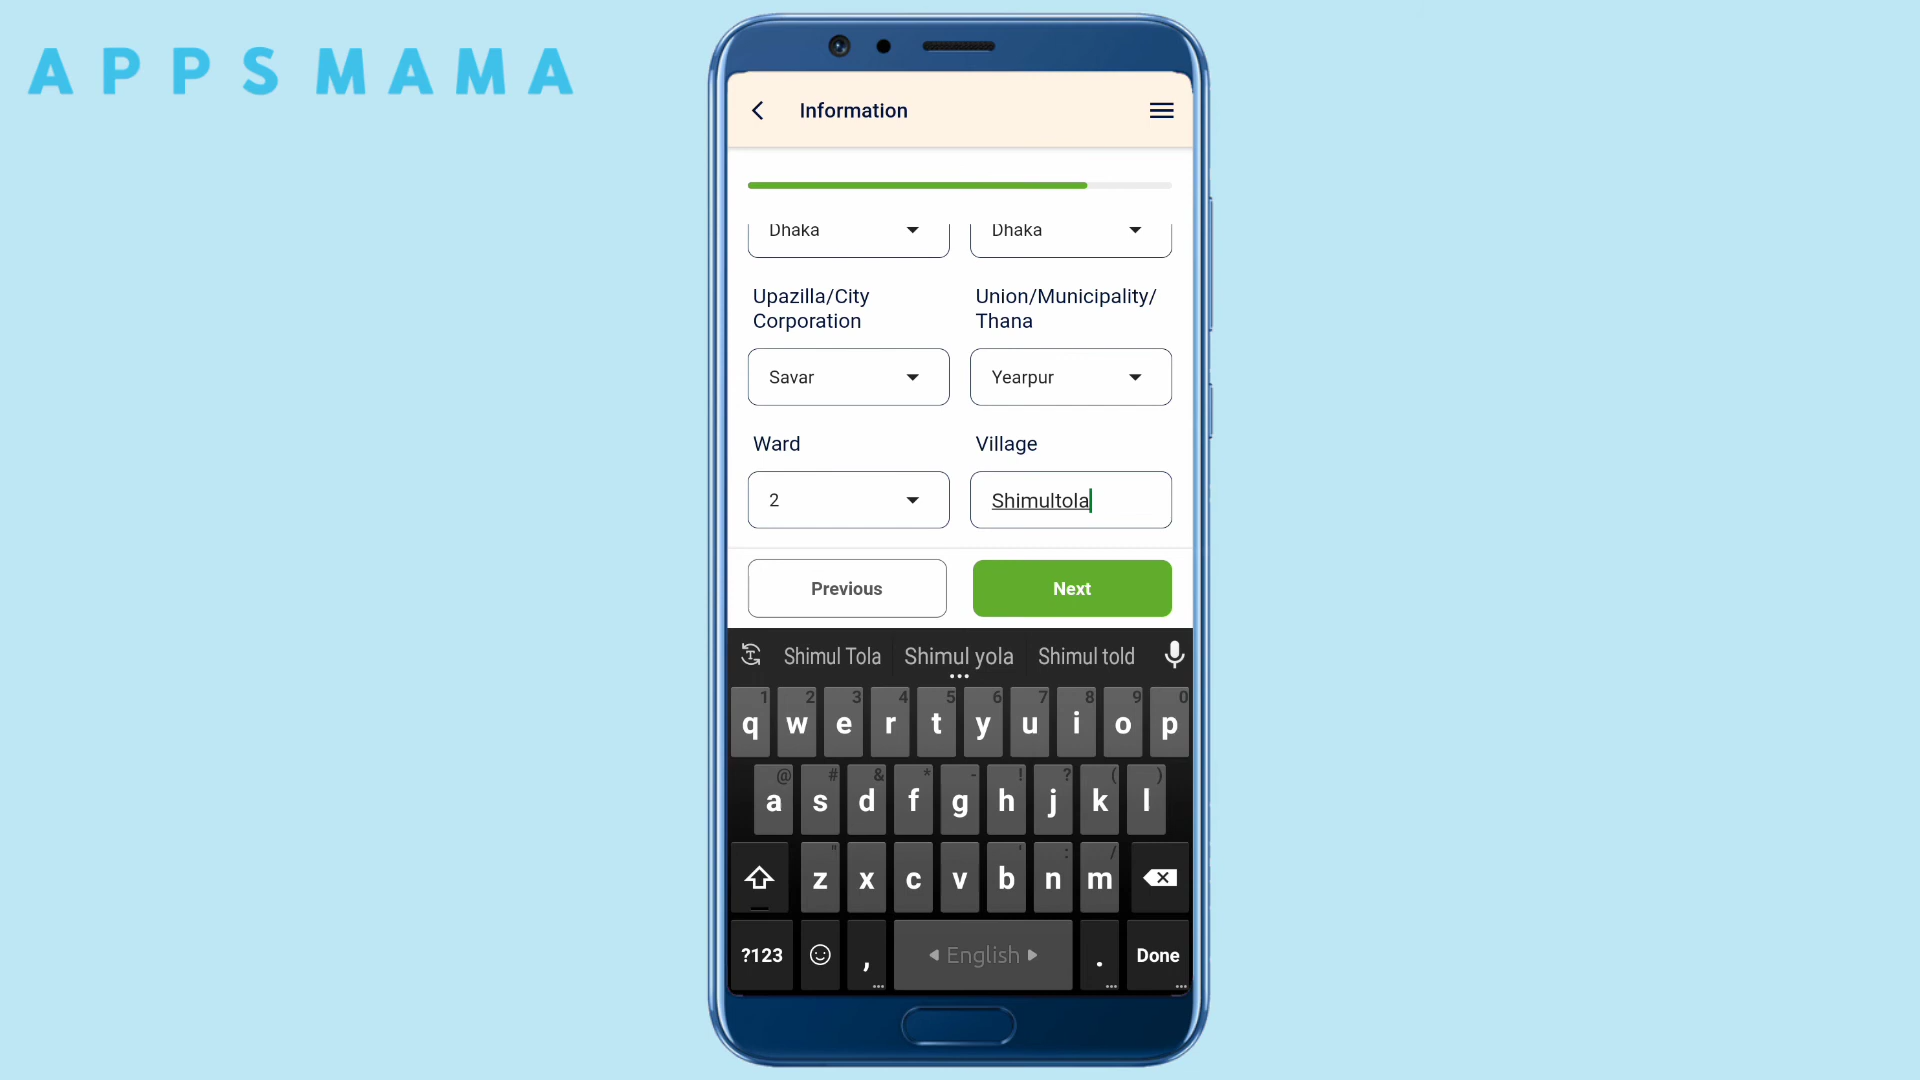 APPSMAMA
Information
Dhaka
Dhaka
Upazilla/City
Corporation
Union/Municipality/
Thana
Savar
Yearpur
Ward
Village
2
Shimultola
Previous
Next
Shimul Tola
Shimul yola
Shimul told
1 2 3 4 5 6 7 8 9 0
q w e r t y u i o p
@ # & * - ! ? ( )
a s d f g h j k l
" ' : /
z x c v b n m
?123 , English . Done